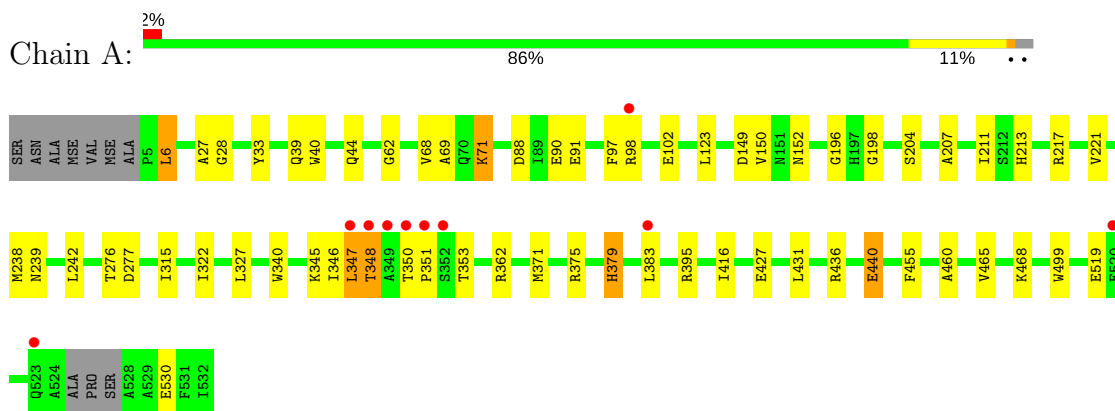 2%
Chain A:
86% 11% • •
SER ASN ALA MSE VAL MSE ALA P5 L6 A27 G28 Y33 Q39 W40 Q44 G62 V68 A69 Q70 K71 D88 I89 E90 E91 F97 R98 E102 L123 D149 V150 N151 N152 G196 H197 G198 S204 A207 I211 S212 H213 R217 V221
M238 N239 L242 T276 D277 I315 I322 L327 W340 K345 I346 L347 T348 A349 T350 P351 S352 T353 R362 M371 R375 H379 L383 R395 I416 E427 L431 R436 E440 F455 A460 V465 K468 W499 E519 E520
Q523 A524 ALA PRO SER A528 A529 E530 F531 I532